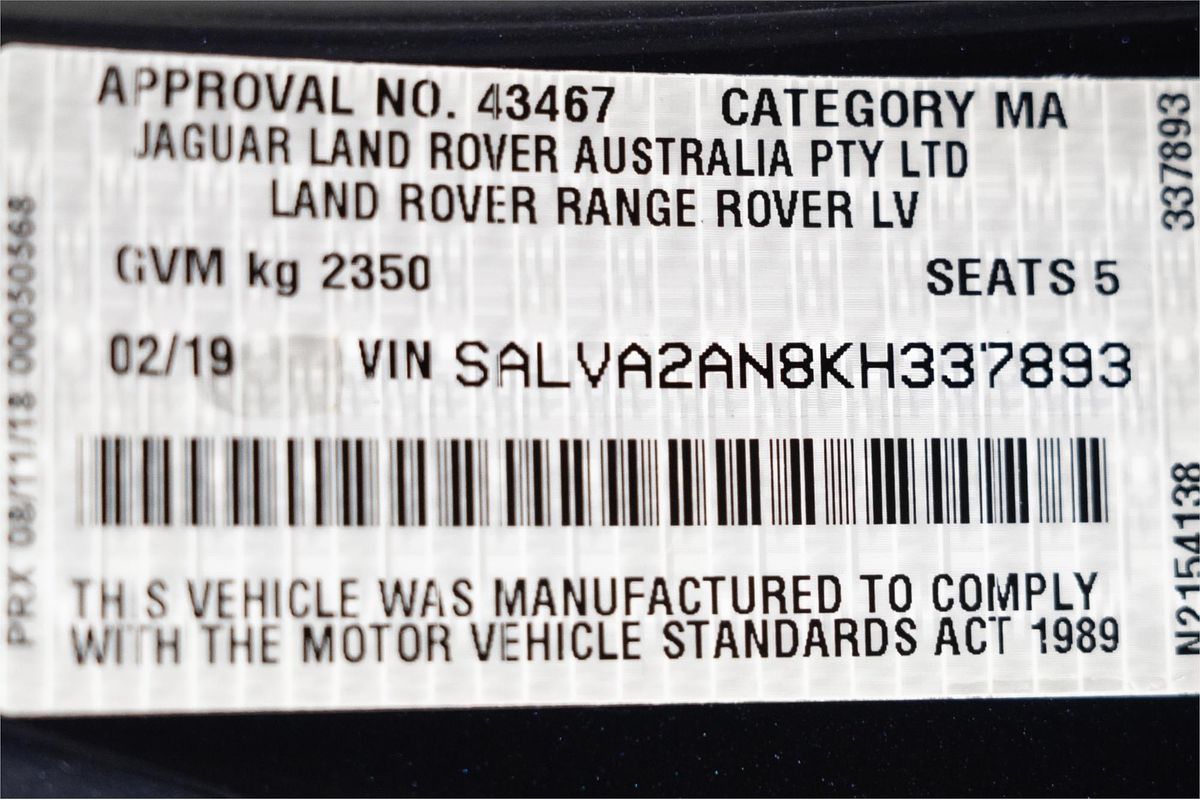 APPROVAL NO. 43467 CATEGORY MA
JAGUAR LAND ROVER AUSTRALIA PTY LTD
LAND ROVER RANGE ROVER LV
GVM kg 2350 SEATS 5
02/19 VIN SALVA2AN8KH337893
THIS VEHICLE WAS MANUFACTURED TO COMPLY
WITH THE MOTOR VEHICLE STANDARDS ACT 1989
PRX 08/11/18 00030368
337893
N2154138